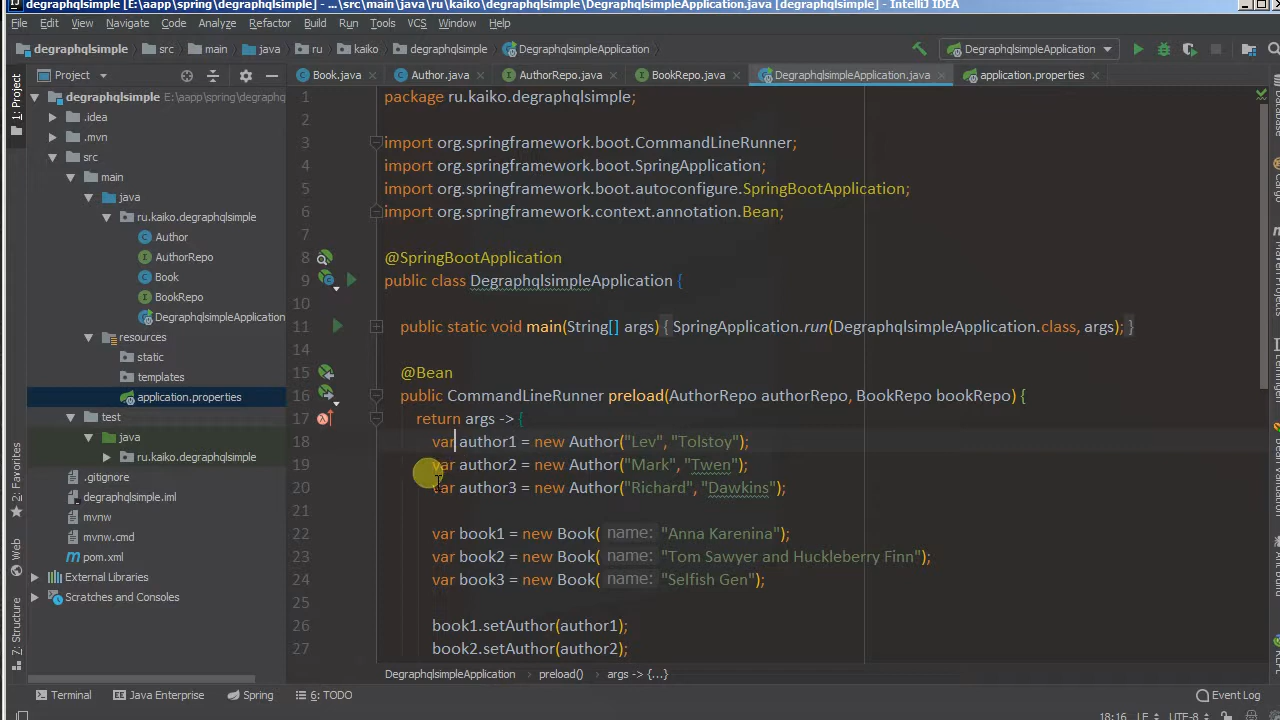 degraphqlsimple [E:\aapp\spring\degraphqlsimple] - ...\src\main\java\ru\kaiko\degraphqlsimple\DegraphqlsimpleApplication.java [degraphqlsimple] - IntelliJ IDEA
File Edit View Navigate Code Analyze Refactor Build Run Tools VCS Window Help
degraphqlsimple src main java ru kaiko degraphqlsimple DegraphqlsimpleApplication DegraphqlsimpleApplication
Project Book.java Author.java AuthorRepo.java BookRepo.java DegraphqlsimpleApplication.java application.properties
1: Project
2: Favorites
Web
Z: Structure
Database
degraphqlsimple E:\aapp\spring\degraphq
.idea
.mvn
src
main
java
ru.kaiko.degraphqlsimple
Author
AuthorRepo
Book
BookRepo
DegraphqlsimpleApplication
resources
static
templates
application.properties
test
java
ru.kaiko.degraphqlsimple
.gitignore
degraphqlsimple.iml
mvnw
mvnw.cmd
pom.xml
External Libraries
Scratches and Consoles
1 package ru.kaiko.degraphqlsimple;
2
3 import org.springframework.boot.CommandLineRunner;
4 import org.springframework.boot.SpringApplication;
5 import org.springframework.boot.autoconfigure.SpringBootApplication;
6 import org.springframework.context.annotation.Bean;
7
8 @SpringBootApplication
9 public class DegraphqlsimpleApplication {
10
11 public static void main(String[] args) { SpringApplication.run(DegraphqlsimpleApplication.class, args); }
14
15 @Bean
16 public CommandLineRunner preload(AuthorRepo authorRepo, BookRepo bookRepo) {
17 return args -> {
18 var author1 = new Author("Lev", "Tolstoy");
19 var author2 = new Author("Mark", "Twen");
20 var author3 = new Author("Richard", "Dawkins");
21
22 var book1 = new Book( name: "Anna Karenina");
23 var book2 = new Book( name: "Tom Sawyer and Huckleberry Finn");
24 var book3 = new Book( name: "Selfish Gen");
25
26 book1.setAuthor(author1);
27 book2.setAuthor(author2);
DegraphqlsimpleApplication preload() args -> {...}
Terminal Java Enterprise Spring 6: TODO Event Log
18:16 LF UTF-8